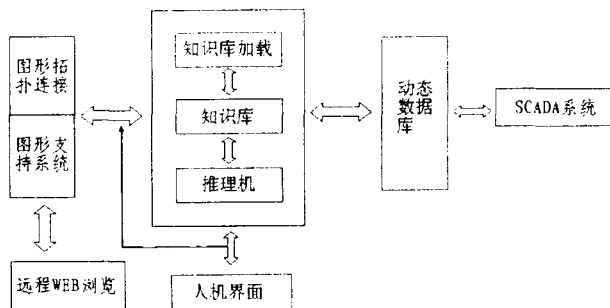 图形拓
扑连接
图形支
持系统
远程WEB浏览
知识库加载
知识库
推理机
人机界面
动态
数据
库
SCADA系统